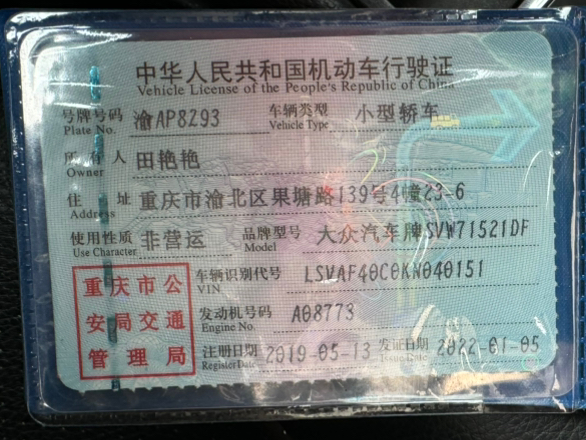 中华人民共和国机动车行驶证
Vehicle License of the People's Republic of China
号牌号码 渝AP8293 车辆类型 小型轿车
Plate No. Vehicle Type
所有人 田艳艳
Owner
住址 重庆市渝北区果塘路139号4幢23-6
Address
使用性质 非营运 品牌型号 大众汽车牌SVW71521DF
Use Character Model
重庆市公安局交通管理局
车辆识别代号 LSVAF40C0KN040151
VIN
发动机号码 A08773
Engine No.
注册日期 2019-05-13 发证日期 2022-01-05
Register Date Issue Date